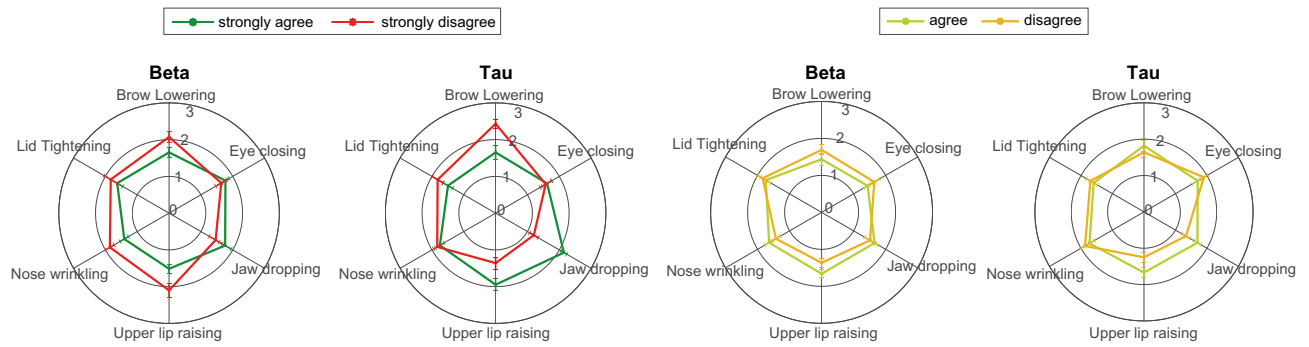 strongly agree strongly disagree
agree disagree
Beta
Brow Lowering
3
2
1
0
Lid Tightening
Eye closing
Nose wrinkling
Jaw dropping
Upper lip raising
Tau
Brow Lowering
3
2
1
0
Lid Tightening
Eye closing
Nose wrinkling
Jaw dropping
Upper lip raising
Beta
Brow Lowering
3
2
1
0
Lid Tightening
Eye closing
Nose wrinkling
Jaw dropping
Upper lip raising
Tau
Brow Lowering
3
2
1
0
Lid Tightening
Eye closing
Nose wrinkling
Jaw dropping
Upper lip raising